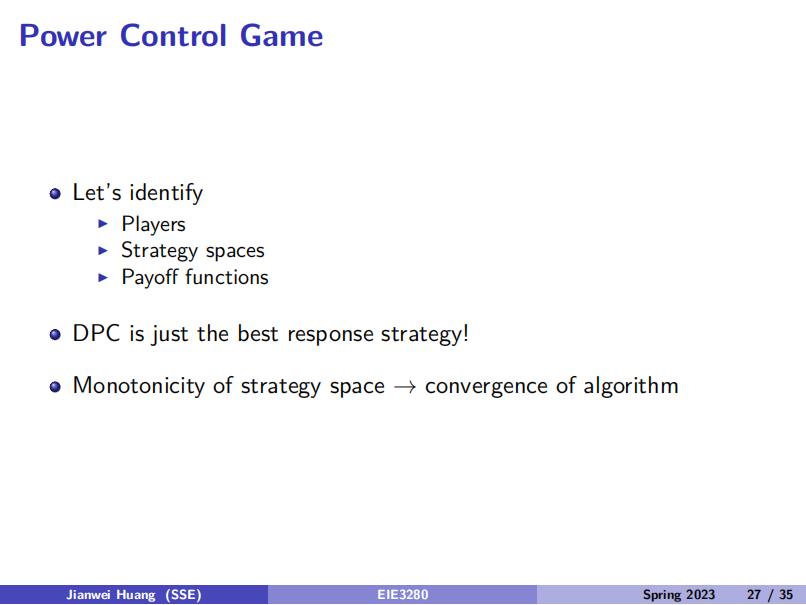 Power Control Game
Let's identify
Players
Strategy spaces
Payoff functions
DPC is just the best response strategy!
Monotonicity of strategy space → convergence of algorithm
Jianwei Huang (SSE) EIE3280 Spring 2023 27 / 35